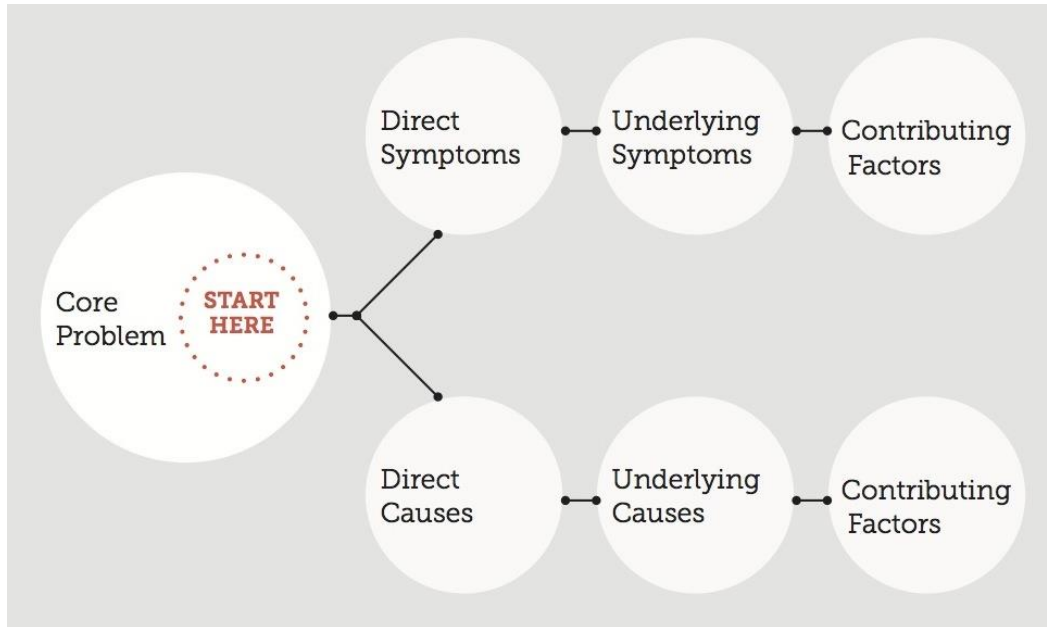 Core
Problem
START
HERE
Direct
Symptoms
Underlying
Symptoms
Contributing
Factors
Direct
Causes
Underlying
Causes
Contributing
Factors